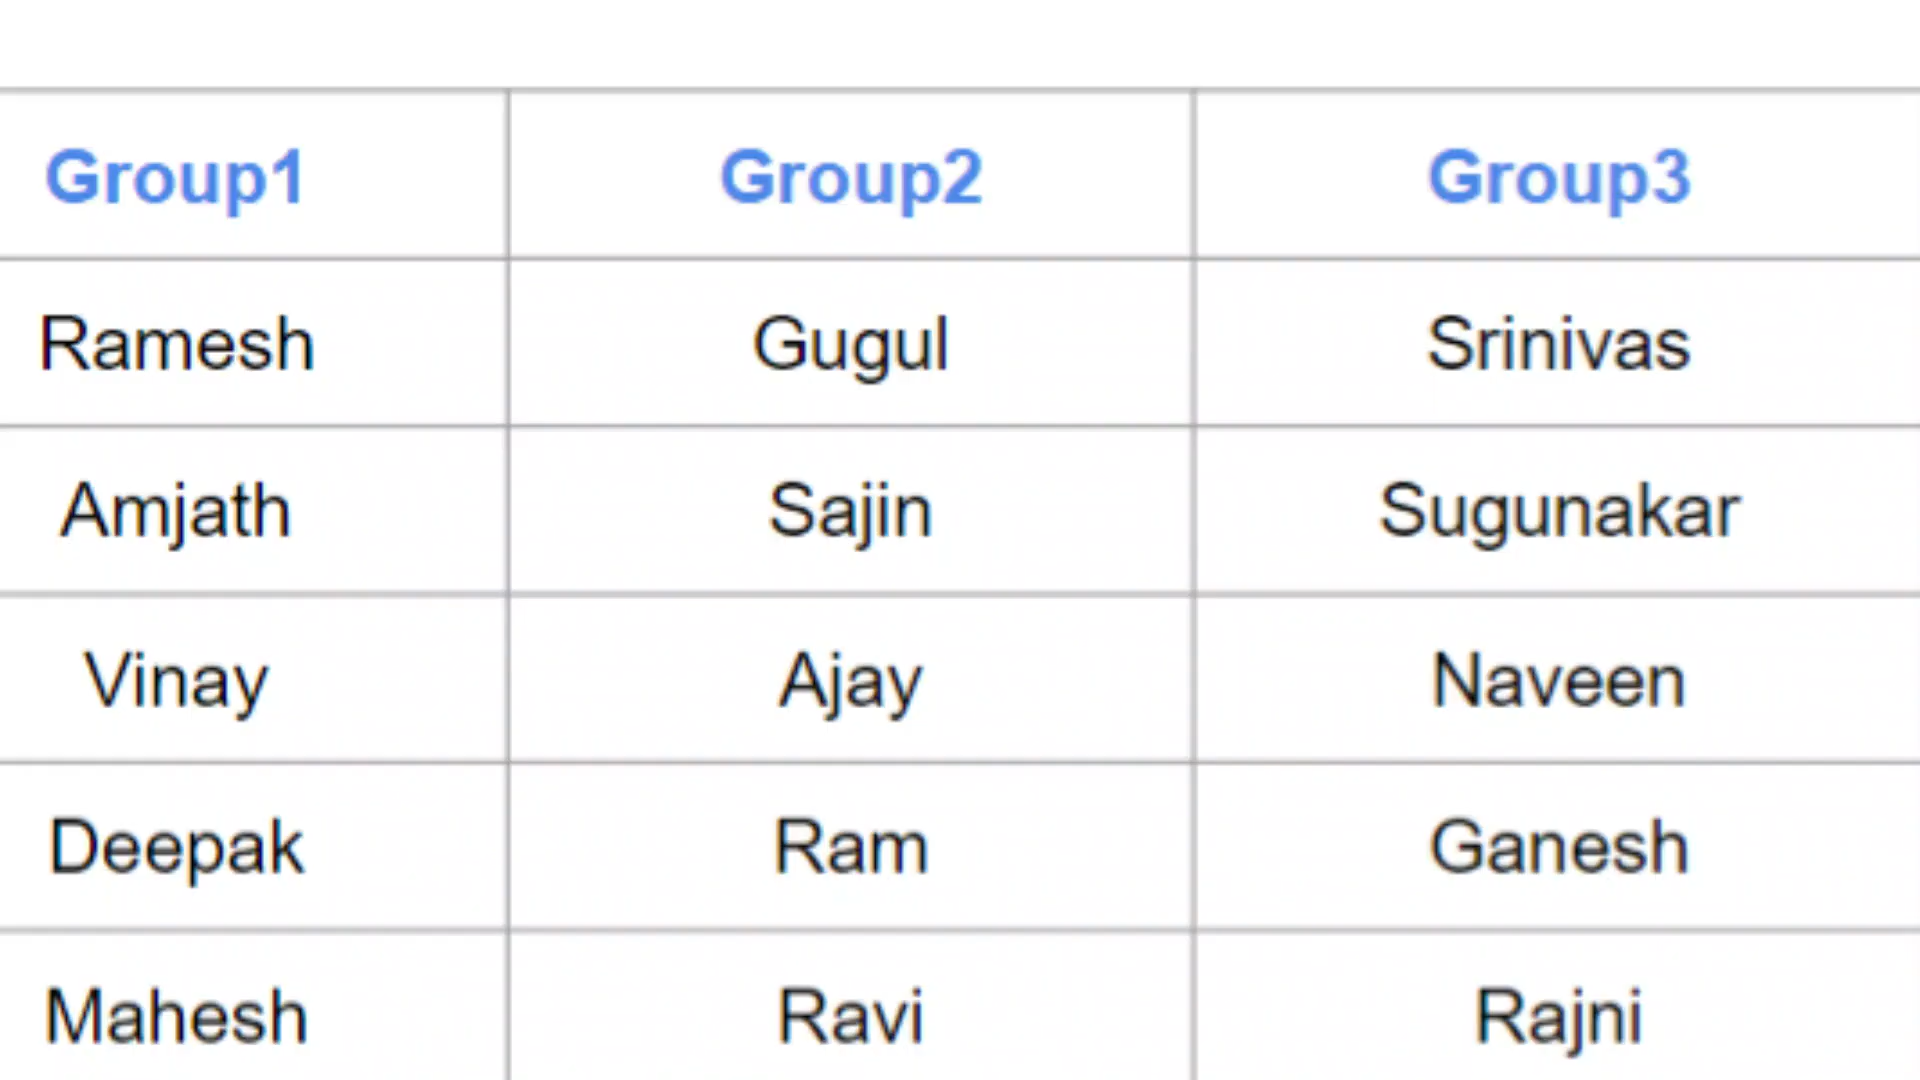 Group1 Group2 Group3
Ramesh Gugul Srinivas
Amjath Sajin Sugunakar
Vinay Ajay Naveen
Deepak Ram Ganesh
Mahesh Ravi Rajni